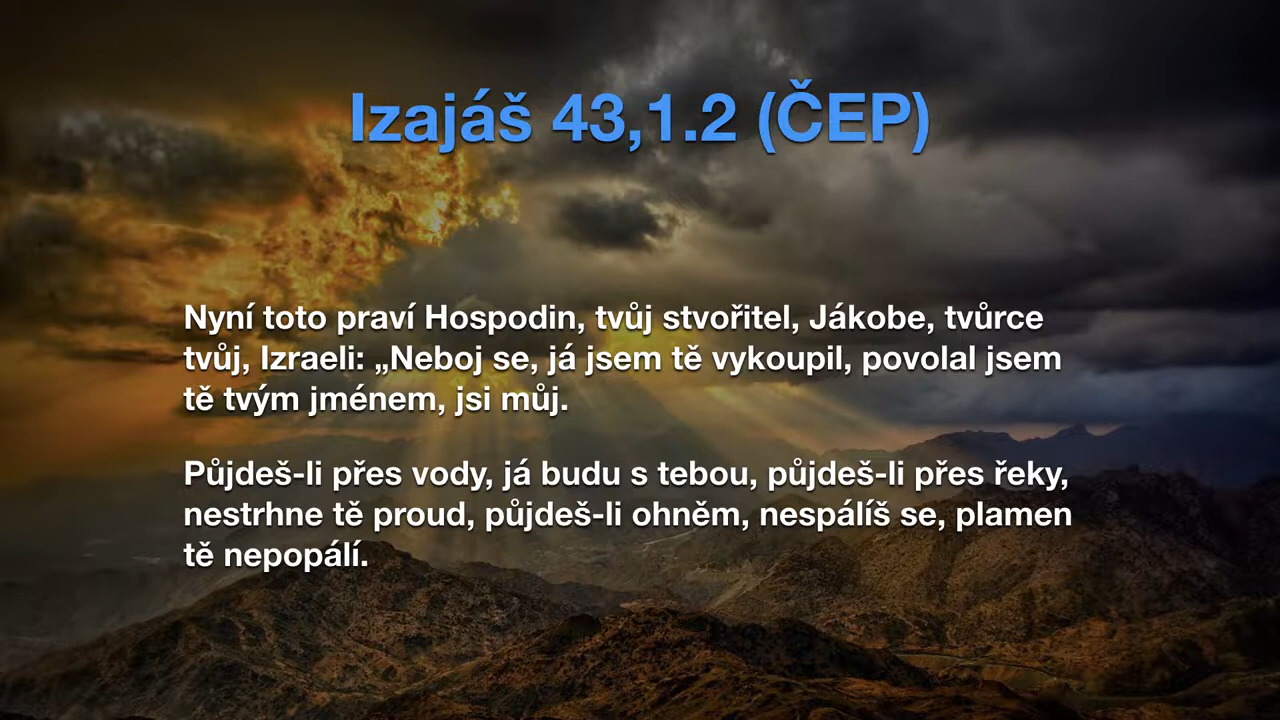 Izajáš 43,1.2 (ČEP)
Nyní toto praví Hospodin, tvůj stvořitel, Jákobe, tvůrce
tvůj, Izraeli: „Neboj se, já jsem tě vykoupil, povolal jsem
tě tvým jménem, jsi můj.
Půjdeš-li přes vody, já budu s tebou, půjdeš-li přes řeky,
nestrhne tě proud, půjdeš-li ohněm, nespálíš se, plamen
tě nepopálí.